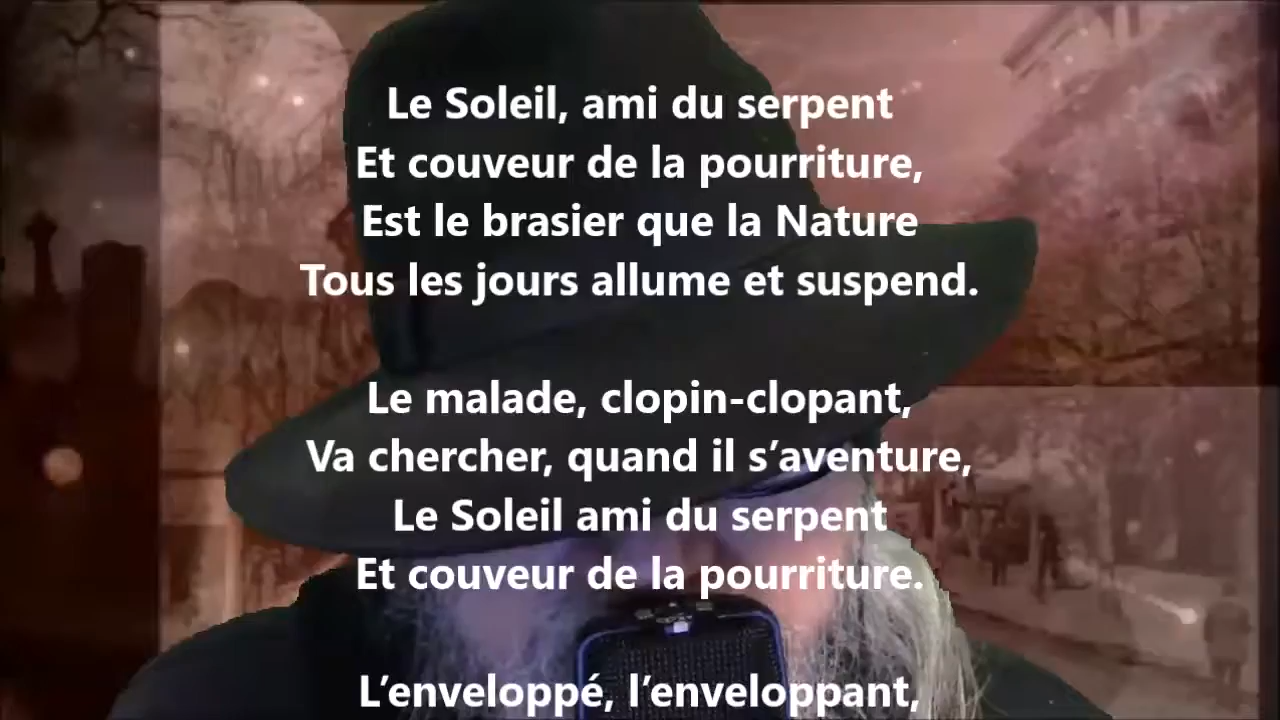 Le Soleil, ami du serpent
Et couveur de la pourriture,
Est le brasier que la Nature
Tous les jours allume et suspend.
Le malade, clopin-clopant,
Va chercher, quand il s’aventure,
Le Soleil ami du serpent
Et couveur de la pourriture.
L’enveloppé, l’enveloppant,